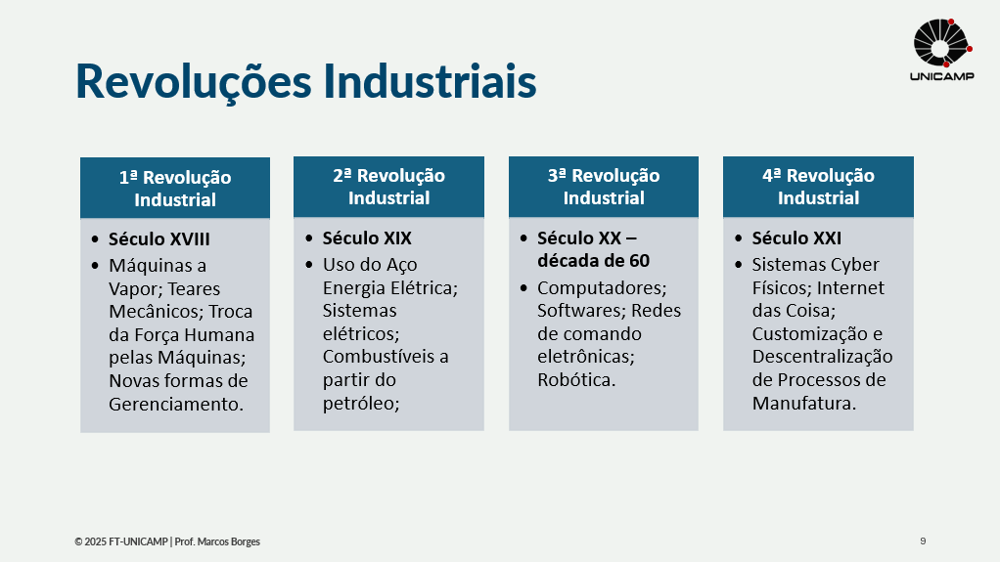 UNICAMP
Revoluções Industriais
1ª Revolução
Industrial
• Século XVIII
• Máquinas a
Vapor; Teares
Mecânicos; Troca
da Força Humana
pelas Máquinas;
Novas formas de
Gerenciamento.
2ª Revolução
Industrial
• Século XIX
• Uso do Aço
Energia Elétrica;
Sistemas
elétricos;
Combustíveis a
partir do
petróleo;
3ª Revolução
Industrial
• Século XX –
década de 60
• Computadores;
Softwares; Redes
de comando
eletrônicas;
Robótica.
4ª Revolução
Industrial
• Século XXI
• Sistemas Cyber
Físicos; Internet
das Coisa;
Customização e
Descentralização
de Processos de
Manufatura.
© 2025 FT-UNICAMP | Prof. Marcos Borges
9